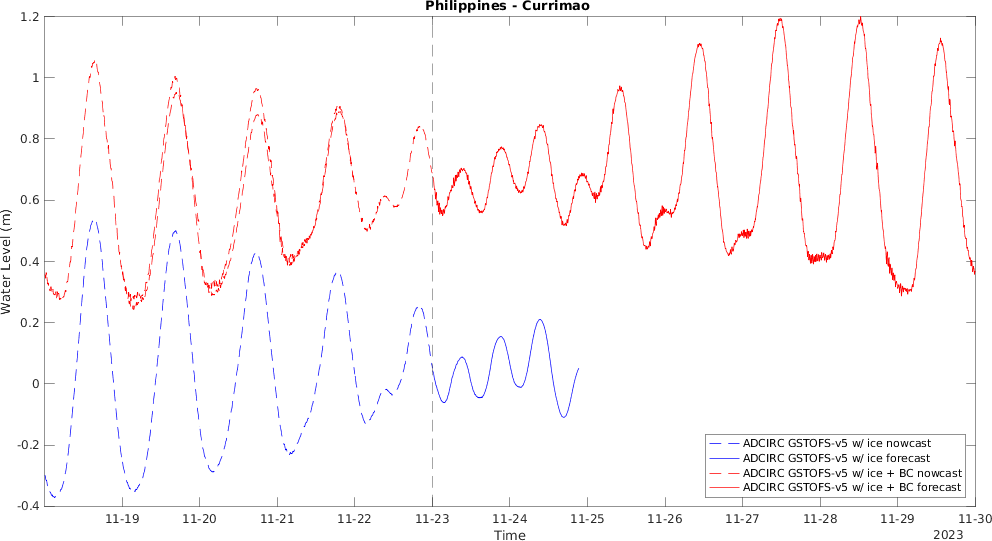 Philippines - Currimao
1.2
1
0.8
0.6
0.4
0.2
0
-0.2
-0.4
Water Level (m)
ADCIRC GSTOFS-v5 w/ ice nowcast
ADCIRC GSTOFS-v5 w/ ice forecast
ADCIRC GSTOFS-v5 w/ ice + BC nowcast
ADCIRC GSTOFS-v5 w/ ice + BC forecast
11-19 11-20 11-21 11-22 11-23 11-24 11-25 11-26 11-27 11-28 11-29 11-30
Time
2023